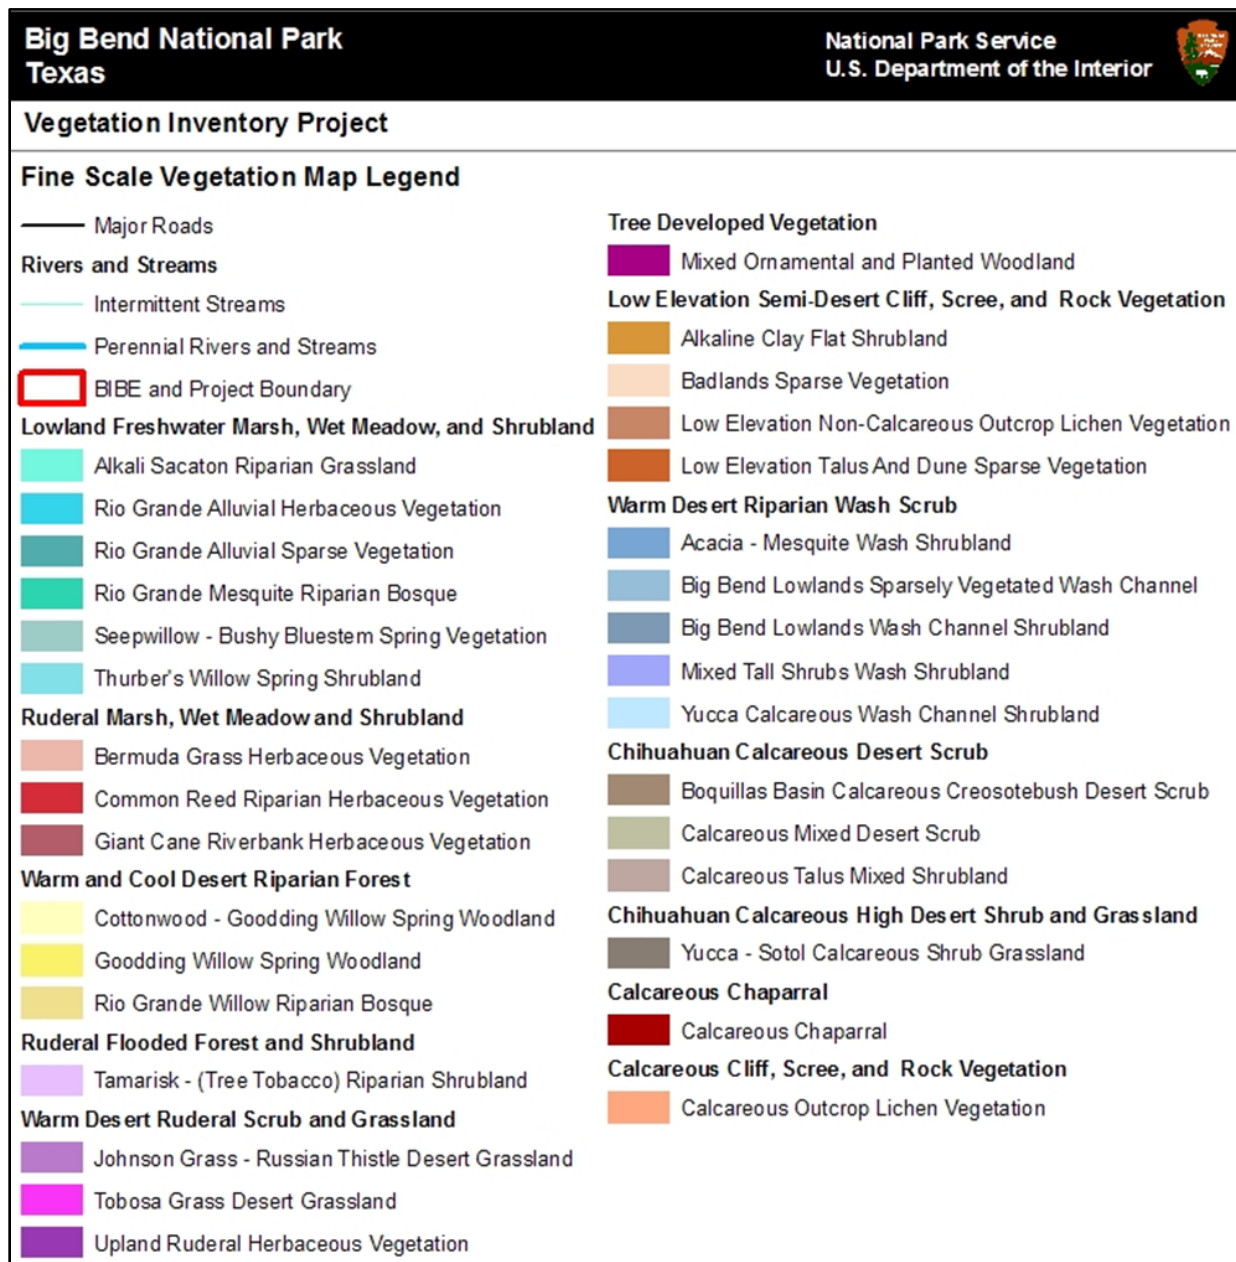 Big Bend National Park
Texas
National Park Service
U.S. Department of the Interior
Vegetation Inventory Project
Fine Scale Vegetation Map Legend
Major Roads
Rivers and Streams
Intermittent Streams
Perennial Rivers and Streams
BIBE and Project Boundary
Lowland Freshwater Marsh, Wet Meadow, and Shrubland
Alkali Sacaton Riparian Grassland
Rio Grande Alluvial Herbaceous Vegetation
Rio Grande Alluvial Sparse Vegetation
Rio Grande Mesquite Riparian Bosque
Seepwillow - Bushy Bluestem Spring Vegetation
Thurber's Willow Spring Shrubland
Ruderal Marsh, Wet Meadow and Shrubland
Bermuda Grass Herbaceous Vegetation
Common Reed Riparian Herbaceous Vegetation
Giant Cane Riverbank Herbaceous Vegetation
Warm and Cool Desert Riparian Forest
Cottonwood - Goodding Willow Spring Woodland
Goodding Willow Spring Woodland
Rio Grande Willow Riparian Bosque
Ruderal Flooded Forest and Shrubland
Tamarisk - (Tree Tobacco) Riparian Shrubland
Warm Desert Ruderal Scrub and Grassland
Johnson Grass - Russian Thistle Desert Grassland
Tobosa Grass Desert Grassland
Upland Ruderal Herbaceous Vegetation
Tree Developed Vegetation
Mixed Ornamental and Planted Woodland
Low Elevation Semi-Desert Cliff, Scree, and Rock Vegetation
Alkaline Clay Flat Shrubland
Badlands Sparse Vegetation
Low Elevation Non-Calcareous Outcrop Lichen Vegetation
Low Elevation Talus And Dune Sparse Vegetation
Warm Desert Riparian Wash Scrub
Acacia - Mesquite Wash Shrubland
Big Bend Lowlands Sparsely Vegetated Wash Channel
Big Bend Lowlands Wash Channel Shrubland
Mixed Tall Shrubs Wash Shrubland
Yucca Calcareous Wash Channel Shrubland
Chihuahuan Calcareous Desert Scrub
Boquillas Basin Calcareous Creosotebush Desert Scrub
Calcareous Mixed Desert Scrub
Calcareous Talus Mixed Shrubland
Chihuahuan Calcareous High Desert Shrub and Grassland
Yucca - Sotol Calcareous Shrub Grassland
Calcareous Chaparral
Calcareous Chaparral
Calcareous Cliff, Scree, and Rock Vegetation
Calcareous Outcrop Lichen Vegetation